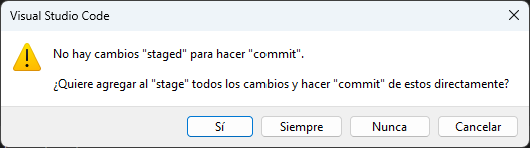 Visual Studio Code
No hay cambios "staged" para hacer "commit".
¿Quiere agregar al "stage" todos los cambios y hacer "commit" de estos directamente?
Sí
Siempre
Nunca
Cancelar